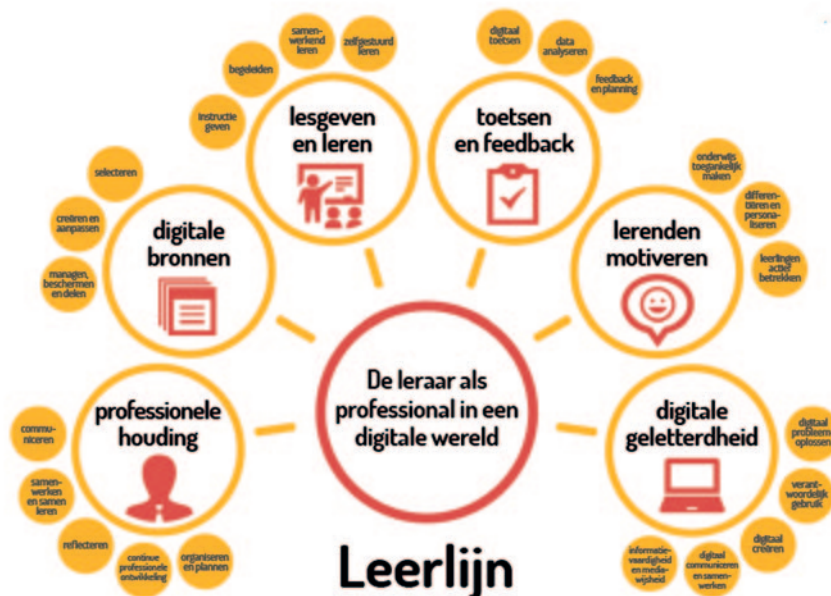 samen-
werkend
leren
zelfgestuurd
leren
begeleiden
instructie
geven
lesgeven
en leren
digitaal
toetsen
data
analyseren
feedback
en planning
toetsen
en feedback
selecteren
creëren en
aanpassen
managen,
beschermen
en delen
digitale
bronnen
onderwijs
toegankelijk
maken
differen-
tiëren en
persona-
liseren
leerlingen
actief
betrekken
lerenden
motiveren
De leraar als
professional in een
digitale wereld
professionele
houding
commu-
niceren
samen-
werken
en samen
leren
reflecteren
continue
professionele
ontwikkeling
organiseren
en plannen
digitale
geletterdheid
digitaal
probleem
oplossen
verant-
woordelijk
gebruik
digitaal
creëren
digitaal
communiceren
en samen-
werken
informatie-
vaardigheid
en media-
wijsheid
Leerlijn